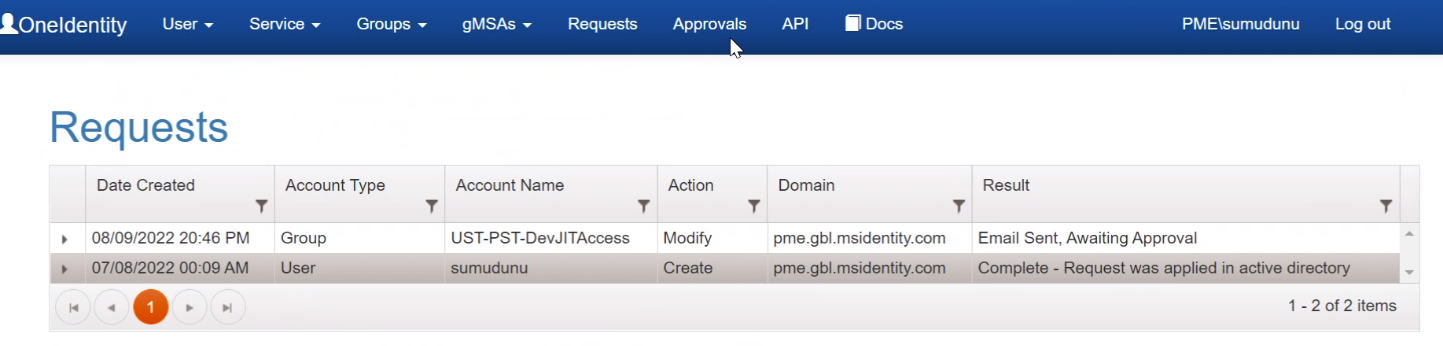 OneIdentity User Service Groups gMSAs Requests Approvals API Docs PME\sumudunu Log out
Requests
Date Created Account Type Account Name Action Domain Result
08/09/2022 20:46 PM Group UST-PST-DevJITAccess Modify pme.gbl.msidentity.com Email Sent, Awaiting Approval
07/08/2022 00:09 AM User sumudunu Create pme.gbl.msidentity.com Complete - Request was applied in active directory
1 1 - 2 of 2 items